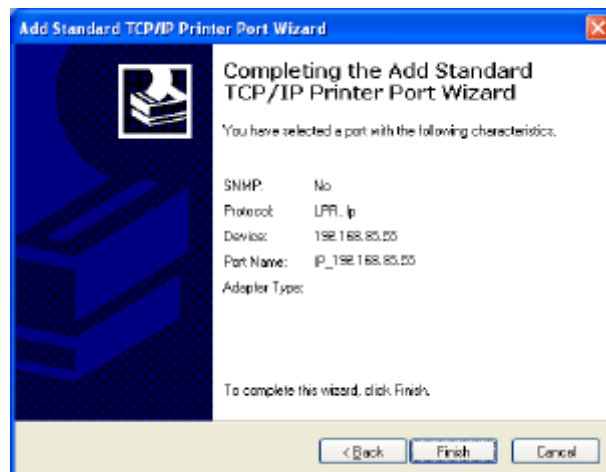 Add Standard TCP/IP Printer Port Wizard
Completing the Add Standard
TCP/IP Printer Port Wizard
You have selected a port with the following characteristics.
SNMP: No
Protocol: LPR, lp
Device: 192.168.85.55
Port Name: IP_192.168.85.55
Adapter Type:
To complete this wizard, click Finish.
< Back Finish Cancel